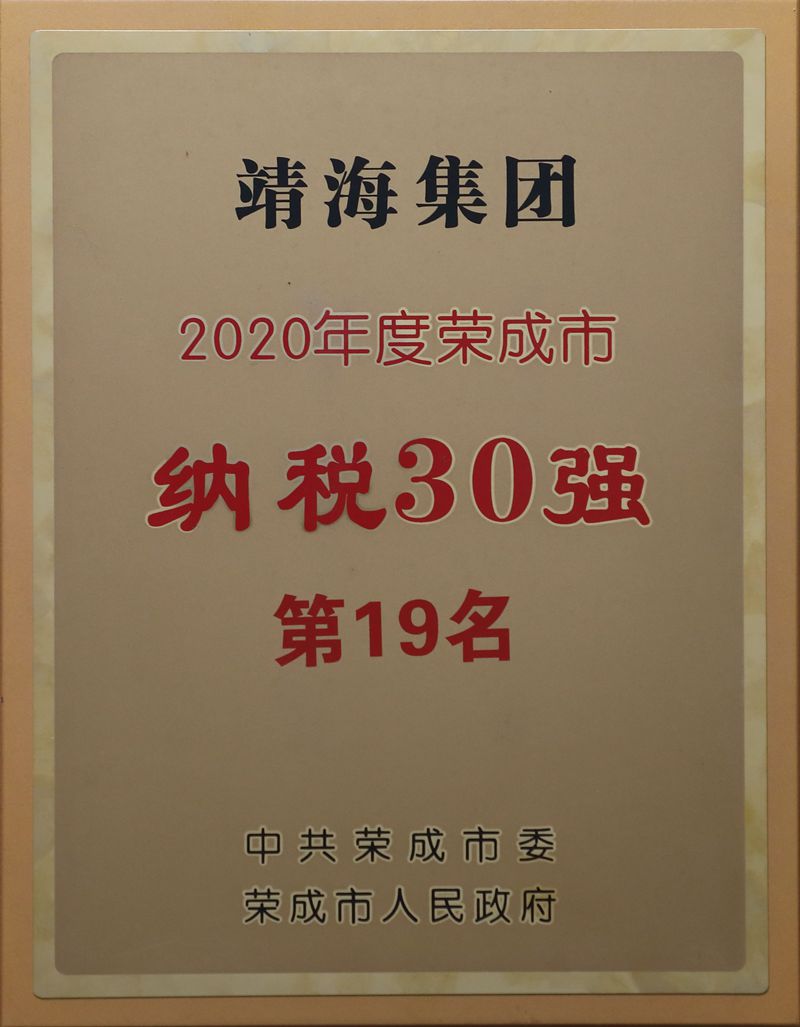 靖海集团
2020年度荣成市
纳税30强
第19名
中共荣成市委
荣成市人民政府